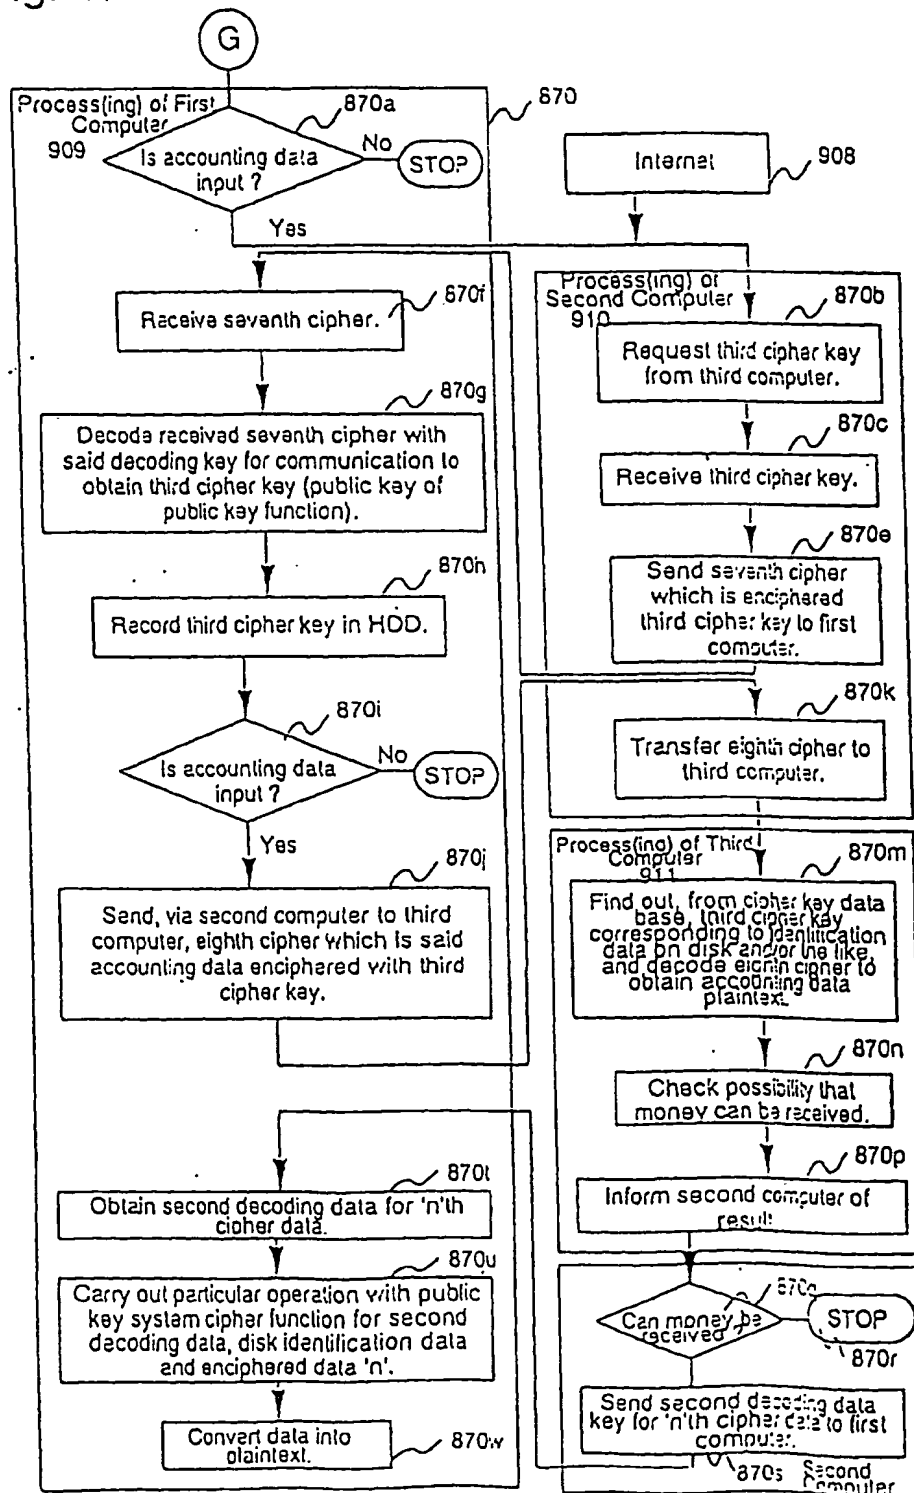 G
Process(ing) of First
Computer
909
870a
870
Is accounting data
input ?
No
STOP
Yes
Internet
908
870f
Receive seventh cipher.
Process(ing) of
Second Computer
910
870b
Request third cipher key
from third computer.
870g
Decode received seventh cipher with
said decoding key for communication to
obtain third cipher key (public key of
public key function).
870c
Receive third cipher key.
870e
Send seventh cipher
which is enciphered
third cipher key to first
computer.
870h
Record third cipher key in HDD.
870i
Is accounting data
input ?
No
STOP
Yes
870k
Transfer eighth cipher to
third computer.
870j
Send, via second computer to third
computer, eighth cipher which is said
accounting data enciphered with third
cipher key.
Process(ing) of Third
Computer
911
870m
Find out, from cipher key data
base, third cipher key
corresponding to identification
data on disk and/or the like,
and decode eighth cipher to
obtain accounting data
plaintext.
870n
Check possibility that
money can be received.
870p
Inform second computer of
result.
870t
Obtain second decoding data for 'n'th
cipher data.
870u
Carry out particular operation with public
key system cipher function for second
decoding data, disk identification data
and enciphered data 'n'.
870w
Convert data into
plaintext.
870q
Can money be
received
STOP
870r
Send second decoding data
key for 'n'th cipher data to first
computer.
870s
Second
Computer